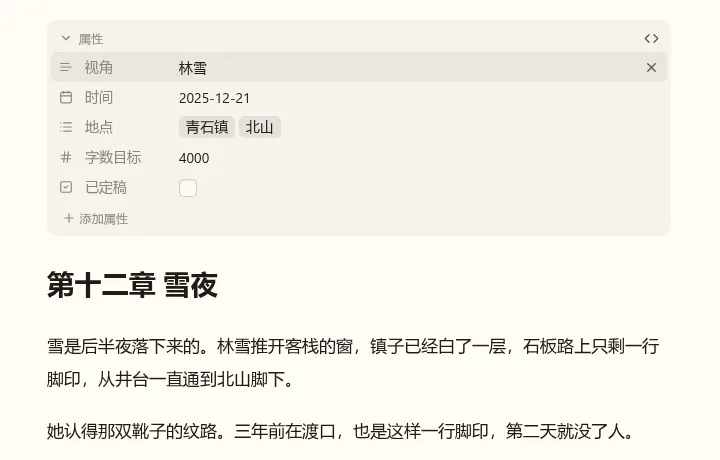 属性
视角 林雪
时间 2025-12-21
地点 青石镇 北山
字数目标 4000
已定稿
添加属性
第十二章 雪夜
雪是后半夜落下来的。林雪推开客栈的窗，镇子已经白了一层，石板路上只剩一行
脚印，从井台一直通到北山脚下。
她认得那双靴子的纹路。三年前在渡口，也是这样一行脚印，第二天就没了人。